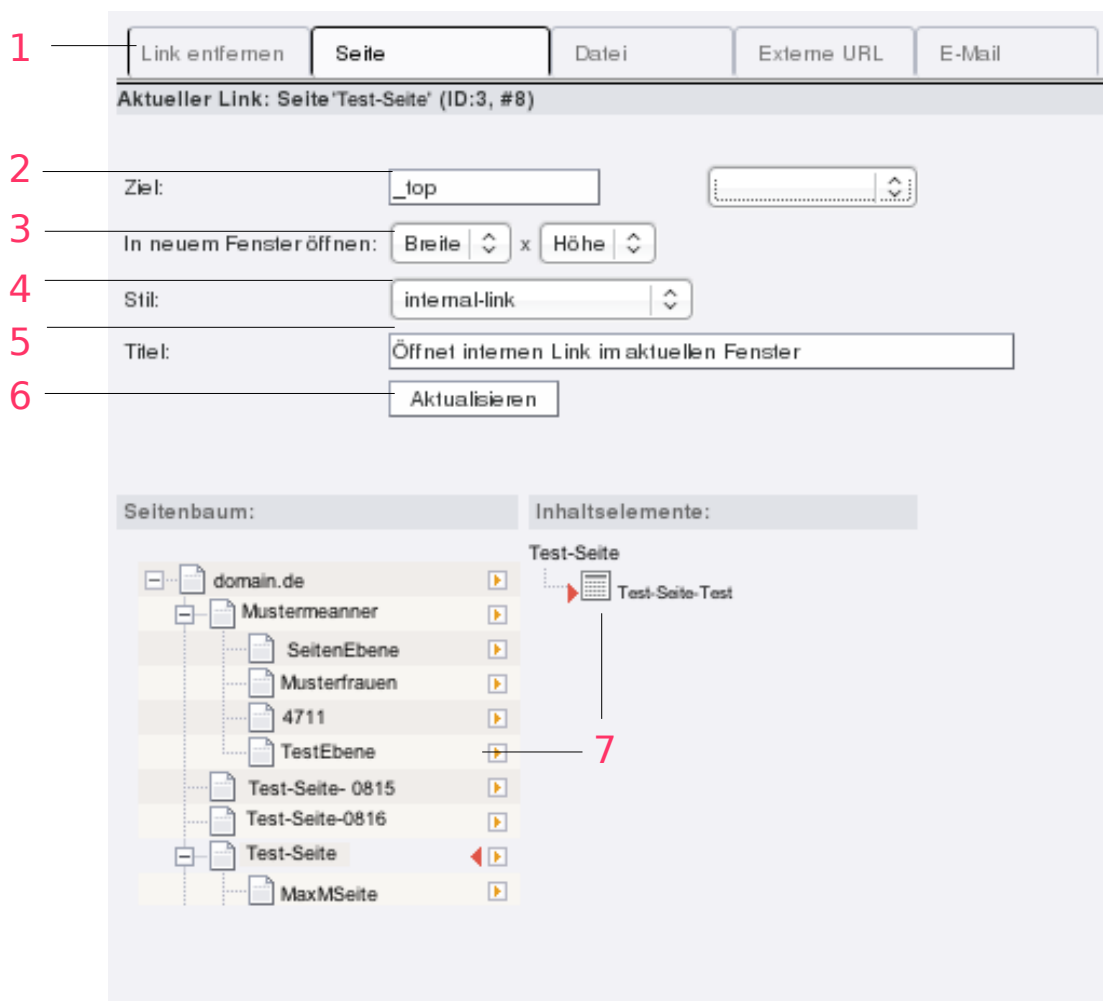 1 Link entfernen Seite Datei Externe URL E-Mail
Aktueller Link: Seite'Test-Seite' (ID:3, #8)
2 Ziel: _top
3 In neuem Fenster öffnen: Breite x Höhe
4 Stil: internal-link
5 Titel: Öffnet internen Link im aktuellen Fenster
6 Aktualisieren
Seitenbaum: Inhaltselemente:
Test-Seite
domain.de Test-Seite-Test
Mustermeanner
SeitenEbene
Musterfrauen
4711
TestEbene 7
Test-Seite- 0815
Test-Seite-0816
Test-Seite
MaxMSeite